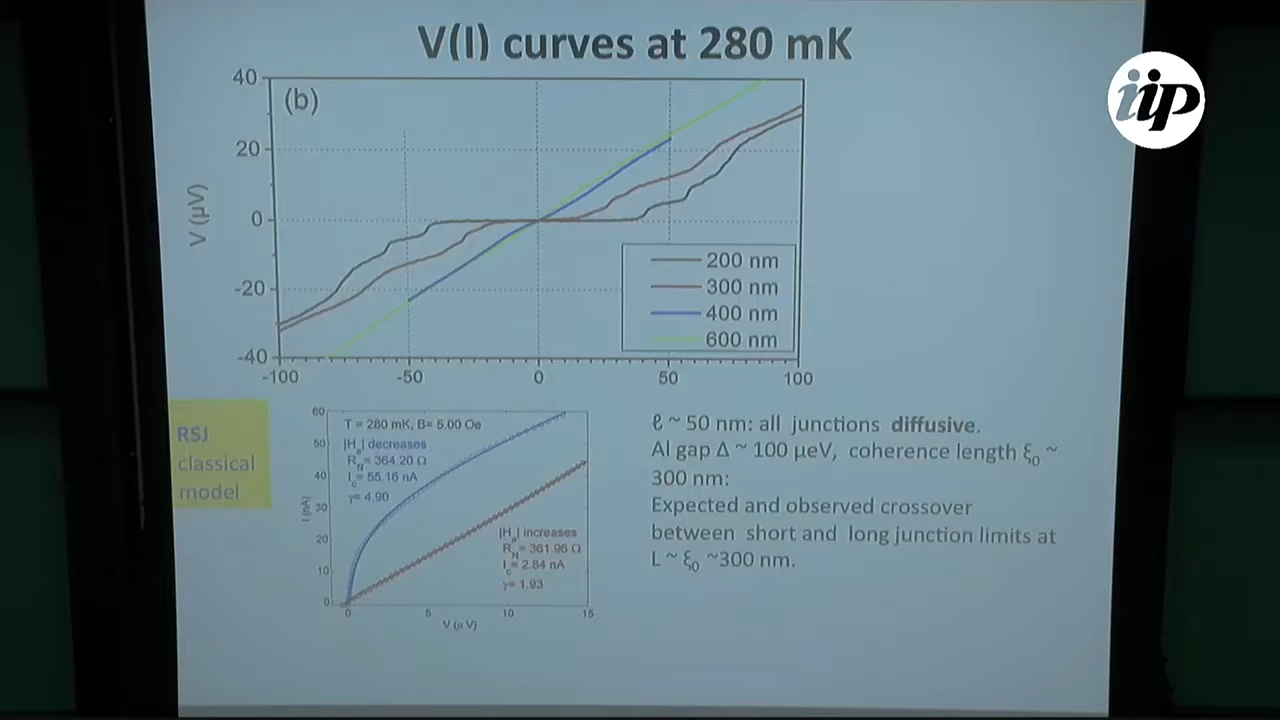 V(I) curves at 280 mK
iip
(b)
40
20
0
-20
-40
V (µV)
-100
-50
0
50
100
200 nm
300 nm
400 nm
600 nm
RSJ
classical
model
60
50
40
30
20
10
0
I (nA)
T = 280 mK, B= 5.00 Oe
|Hₐ| decreases
R_N= 364.20 Ω
I_c= 55.16 nA
γ= 4.90
|Hₐ| increases
R_N= 361.96 Ω
I_c= 2.84 nA
γ= 1.93
0
5
10
15
V (µ V)
ℓ ~ 50 nm: all junctions diffusive.
Al gap Δ ~ 100 µeV, coherence length ξ₀ ~
300 nm:
Expected and observed crossover
between short and long junction limits at
L ~ ξ₀ ~300 nm.